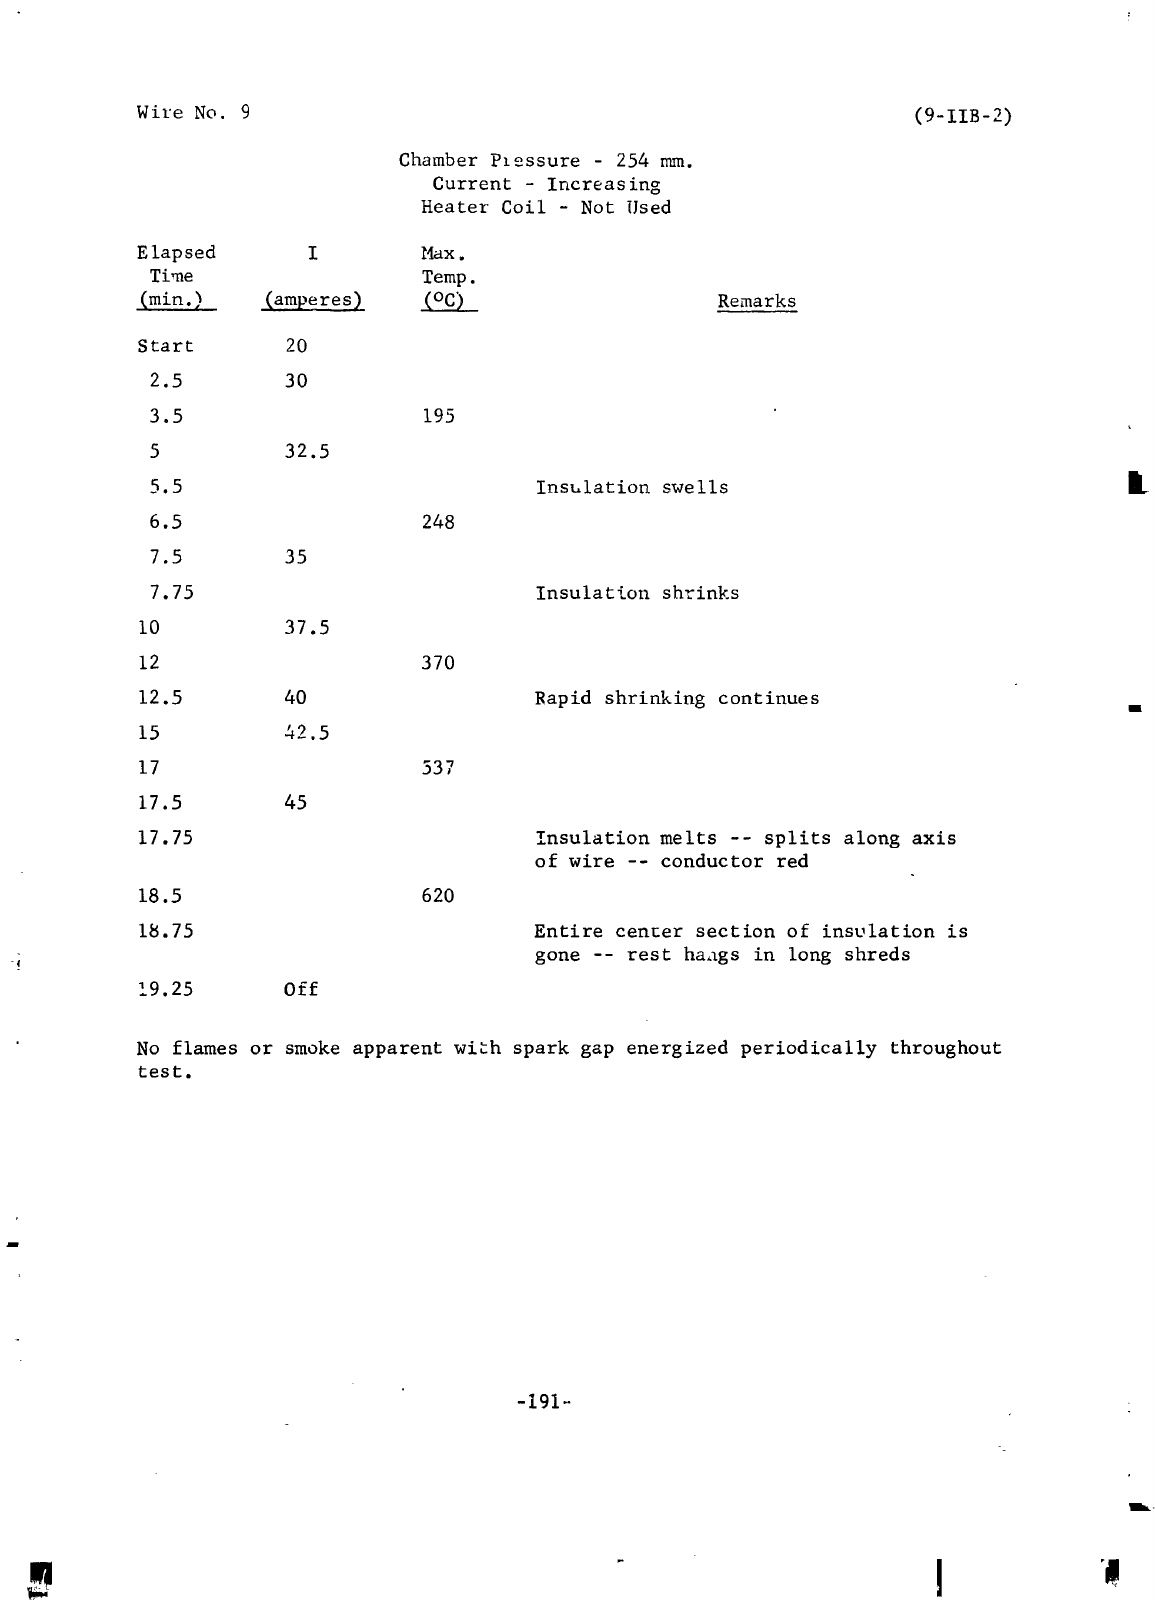 Wire No. 9 (9-IIB-2)
Chamber Pressure - 254 mm.
Current - Increasing
Heater Coil - Not Used
Elapsed I Max.
Time Temp.
(min.) (amperes) (°C) Remarks
Start 20
2.5 30
3.5 195
5 32.5
5.5 Insulation swells
6.5 248
7.5 35
7.75 Insulation shrinks
10 37.5
12 370
12.5 40 Rapid shrinking continues
15 42.5
17 537
17.5 45
17.75 Insulation melts -- splits along axis
of wire -- conductor red
18.5 620
18.75 Entire center section of insulation is
gone -- rest hangs in long shreds
19.25 Off
No flames or smoke apparent with spark gap energized periodically throughout
test.
-191-